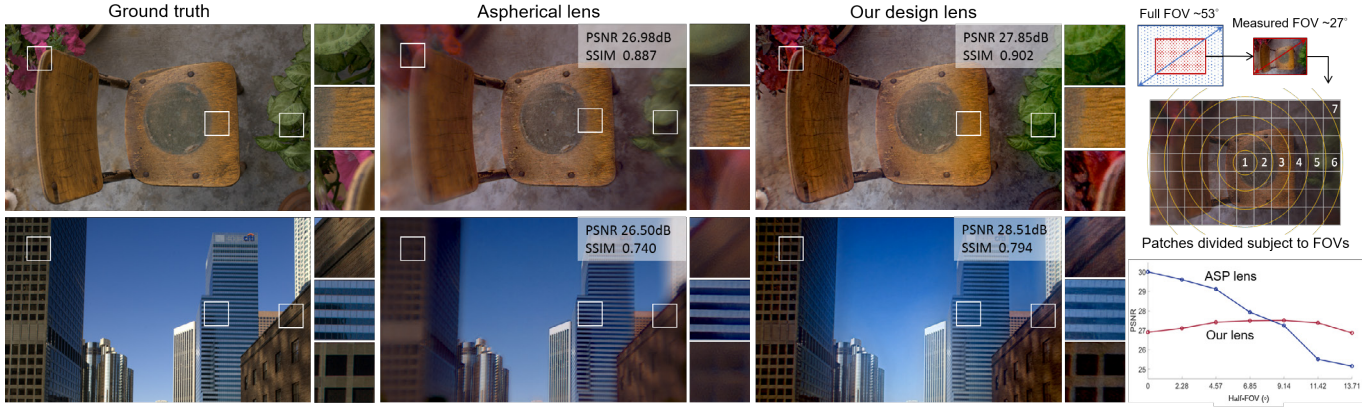 Ground truth
Aspherical lens
Our design lens
PSNR 26.98dB
SSIM 0.887
PSNR 27.85dB
SSIM 0.902
citi
PSNR 26.50dB
SSIM 0.740
PSNR 28.51dB
SSIM 0.794
Full FOV ~53°
Measured FOV ~27°
7
1 2 3 4 5 6
Patches divided subject to FOVs
ASP lens
Our lens
PSNR
30
29
28
27
26
25
0 2.28 4.57 6.85 9.14 11.42 13.71
Half-FOV (°)